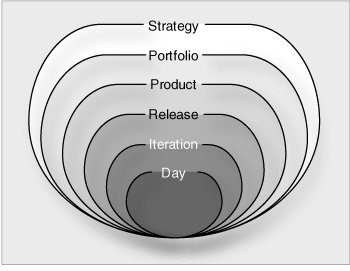 Strategy
Portfolio
Product
Release
Iteration
Day